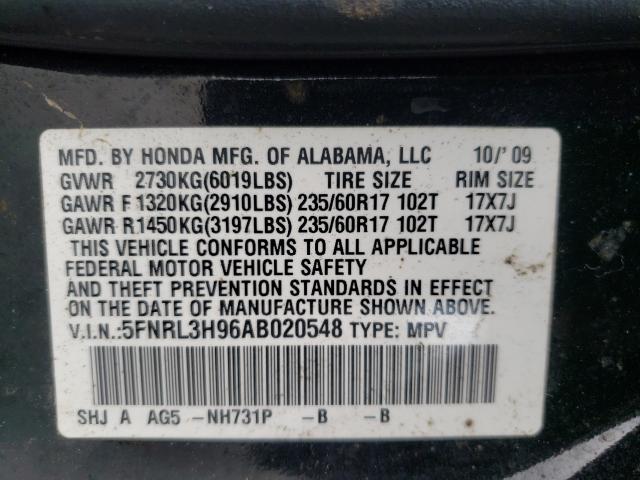 MFD. BY HONDA MFG. OF ALABAMA, LLC 10/'09
GVWR 2730KG(6019LBS) TIRE SIZE RIM SIZE
GAWR F1320KG(2910LBS) 235/60R17 102T 17X7J
GAWR R1450KG(3197LBS) 235/60R17 102T 17X7J
THIS VEHICLE CONFORMS TO ALL APPLICABLE
FEDERAL MOTOR VEHICLE SAFETY
AND THEFT PREVENTION STANDARDS IN EFFECT
ON THE DATE OF MANUFACTURE SHOWN ABOVE.
V.I.N.:5FNRL3H96AB020548 TYPE: MPV
SHJ A AG5 -NH731P -B -B